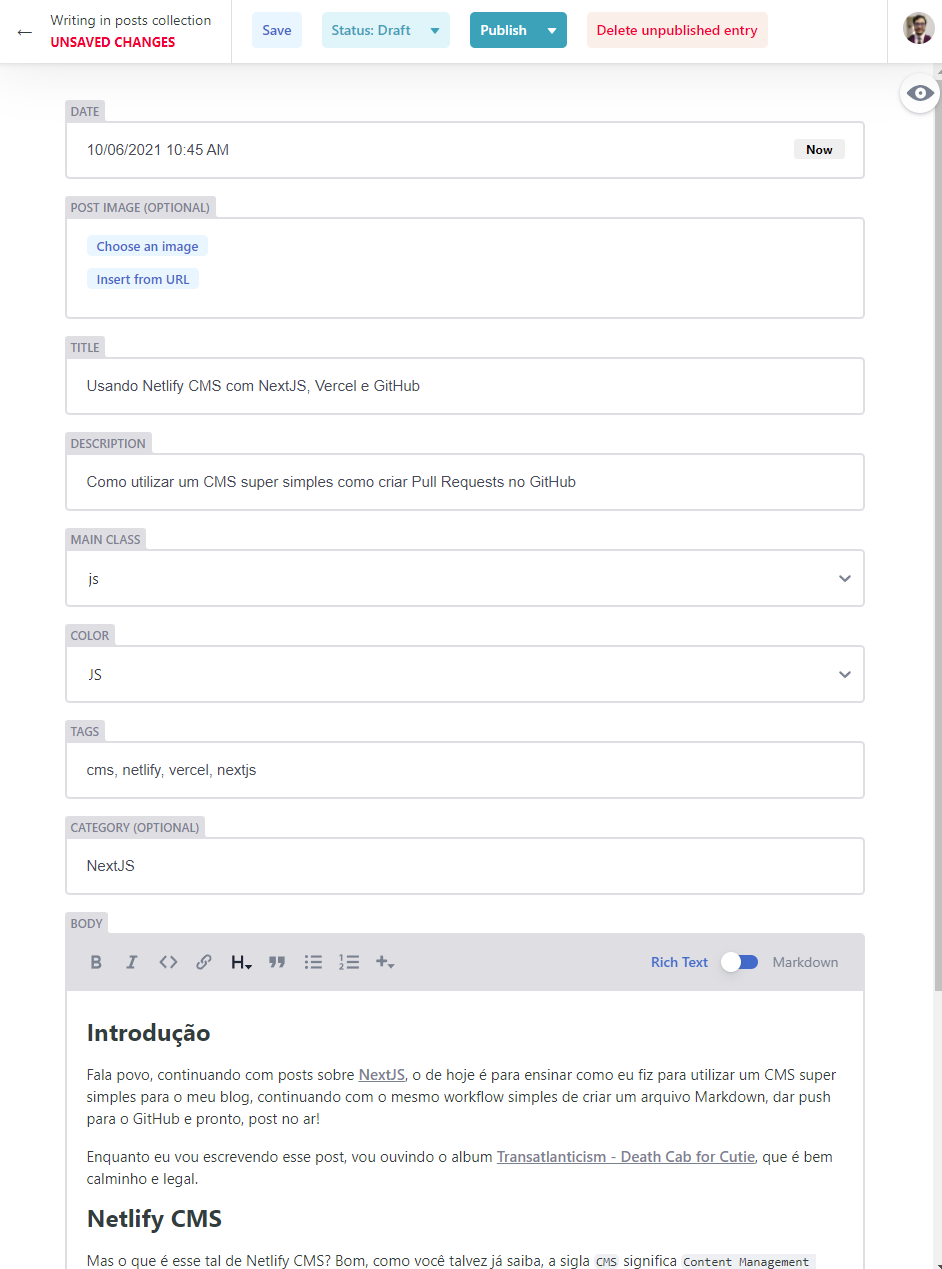 Writing in posts collection
UNSAVED CHANGES
Save
Status: Draft
Publish
Delete unpublished entry
DATE
10/06/2021 10:45 AM
Now
POST IMAGE (OPTIONAL)
Choose an image
Insert from URL
TITLE
Usando Netlify CMS com NextJS, Vercel e GitHub
DESCRIPTION
Como utilizar um CMS super simples como criar Pull Requests no GitHub
MAIN CLASS
js
COLOR
JS
TAGS
cms, netlify, vercel, nextjs
CATEGORY (OPTIONAL)
NextJS
BODY
B I <> H
Rich Text
Markdown
Introdução
Fala povo, continuando com posts sobre NextJS, o de hoje é para ensinar como eu fiz para utilizar um CMS super
simples para o meu blog, continuando com o mesmo workflow simples de criar um arquivo Markdown, dar push
para o GitHub e pronto, post no ar!
Enquanto eu vou escrevendo esse post, vou ouvindo o album Transatlanticism - Death Cab for Cutie, que é bem
calminho e legal.
Netlify CMS
Mas o que é esse tal de Netlify CMS? Bom, como você talvez já saiba, a sigla CMS significa Content Management